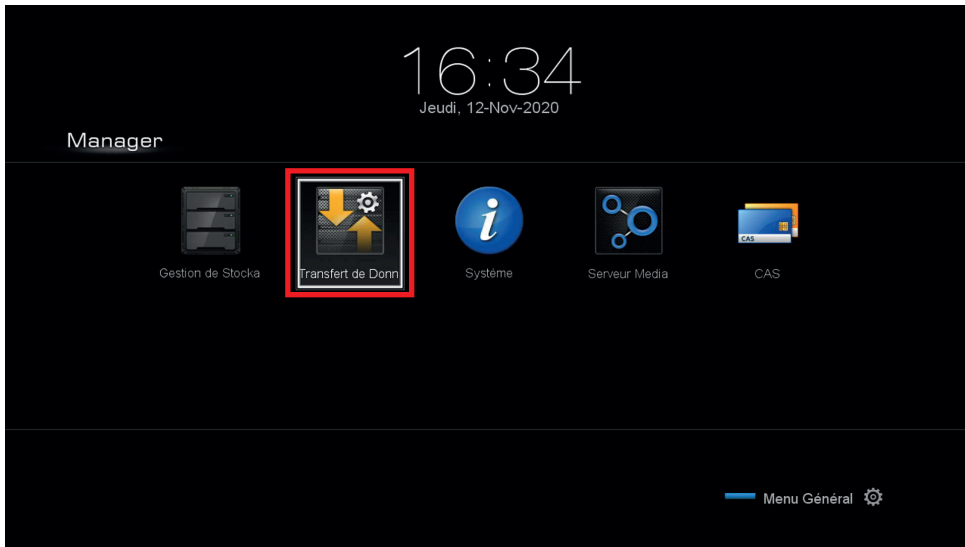 16:34
Jeudi, 12-Nov-2020
Manager
Gestion de Stocka
Transfert de Donn
Systéme
Serveur Media
CAS
CAS
Menu Général